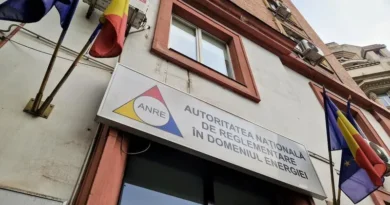 ANRE
AUTORITATEA NAȚIONALĂ
DE REGLEMENTARE
ÎN DOMENIUL ENERGIEI